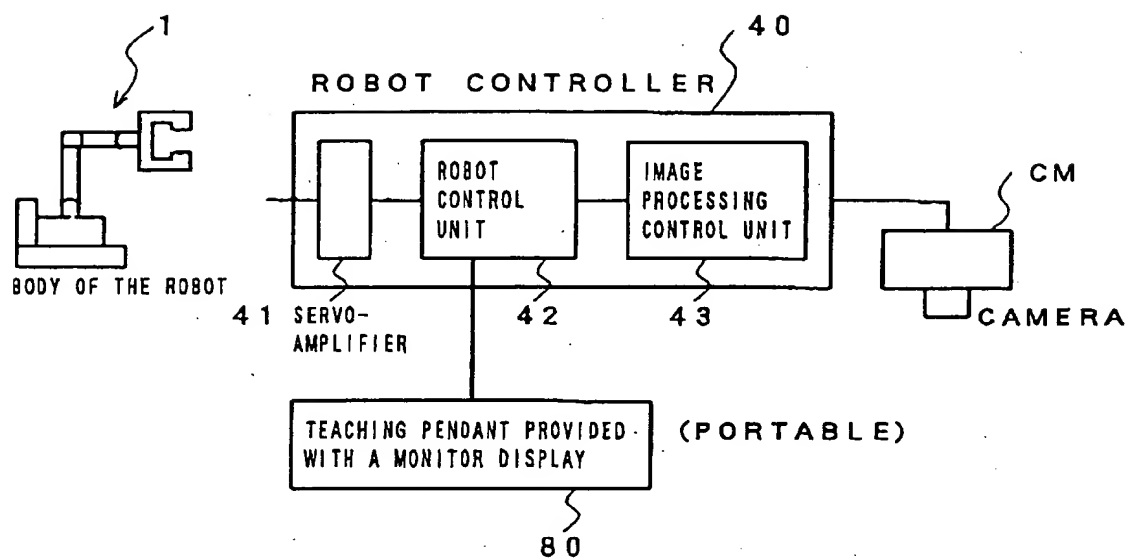 1
40
ROBOT CONTROLLER
ROBOT
CONTROL
UNIT
IMAGE
PROCESSING
CONTROL UNIT
CM
BODY OF THE ROBOT
41 SERVO-
AMPLIFIER
42
43
CAMERA
TEACHING PENDANT PROVIDED
WITH A MONITOR DISPLAY
(PORTABLE)
80